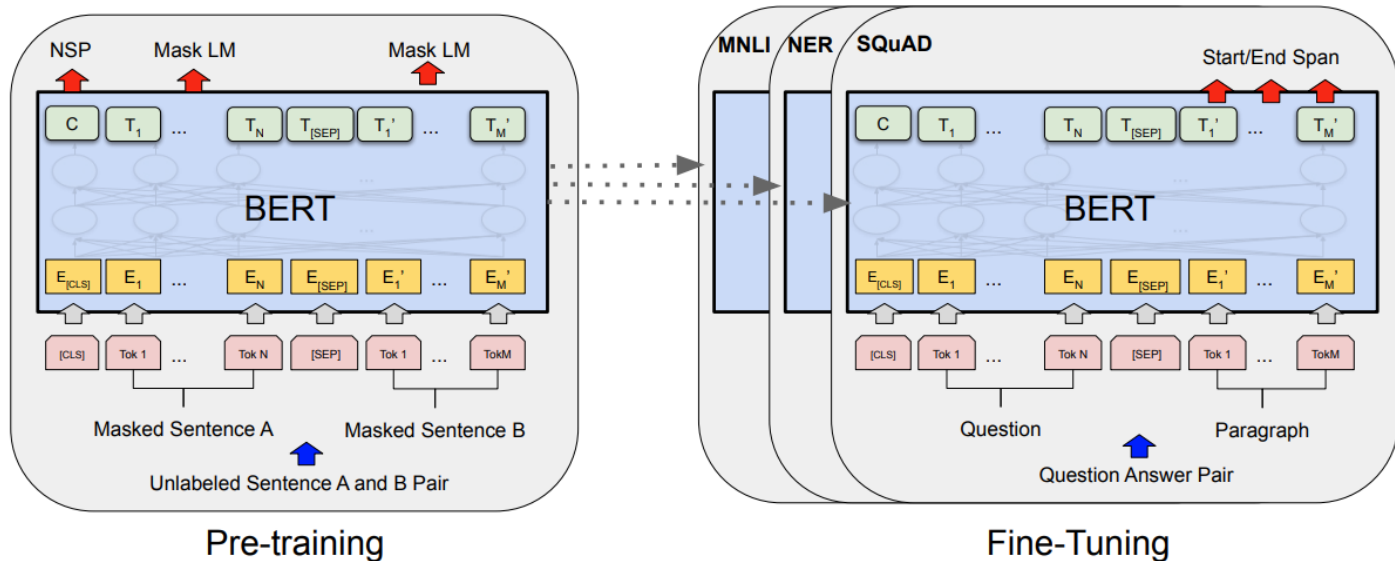 NSP Mask LM Mask LM
C T1 ... TN T[SEP] T1' ... TM'
...
...
BERT
E[CLS] E1 ... EN E[SEP] E1' ... EM'
[CLS] Tok 1 ... Tok N [SEP] Tok 1 ... TokM
Masked Sentence A Masked Sentence B
Unlabeled Sentence A and B Pair
Pre-training
MNLI NER SQuAD
Start/End Span
C T1 ... TN T[SEP] T1' ... TM'
...
...
BERT
E[CLS] E1 ... EN E[SEP] E1' ... EM'
[CLS] Tok 1 ... Tok N [SEP] Tok 1 ... TokM
Question Paragraph
Question Answer Pair
Fine-Tuning